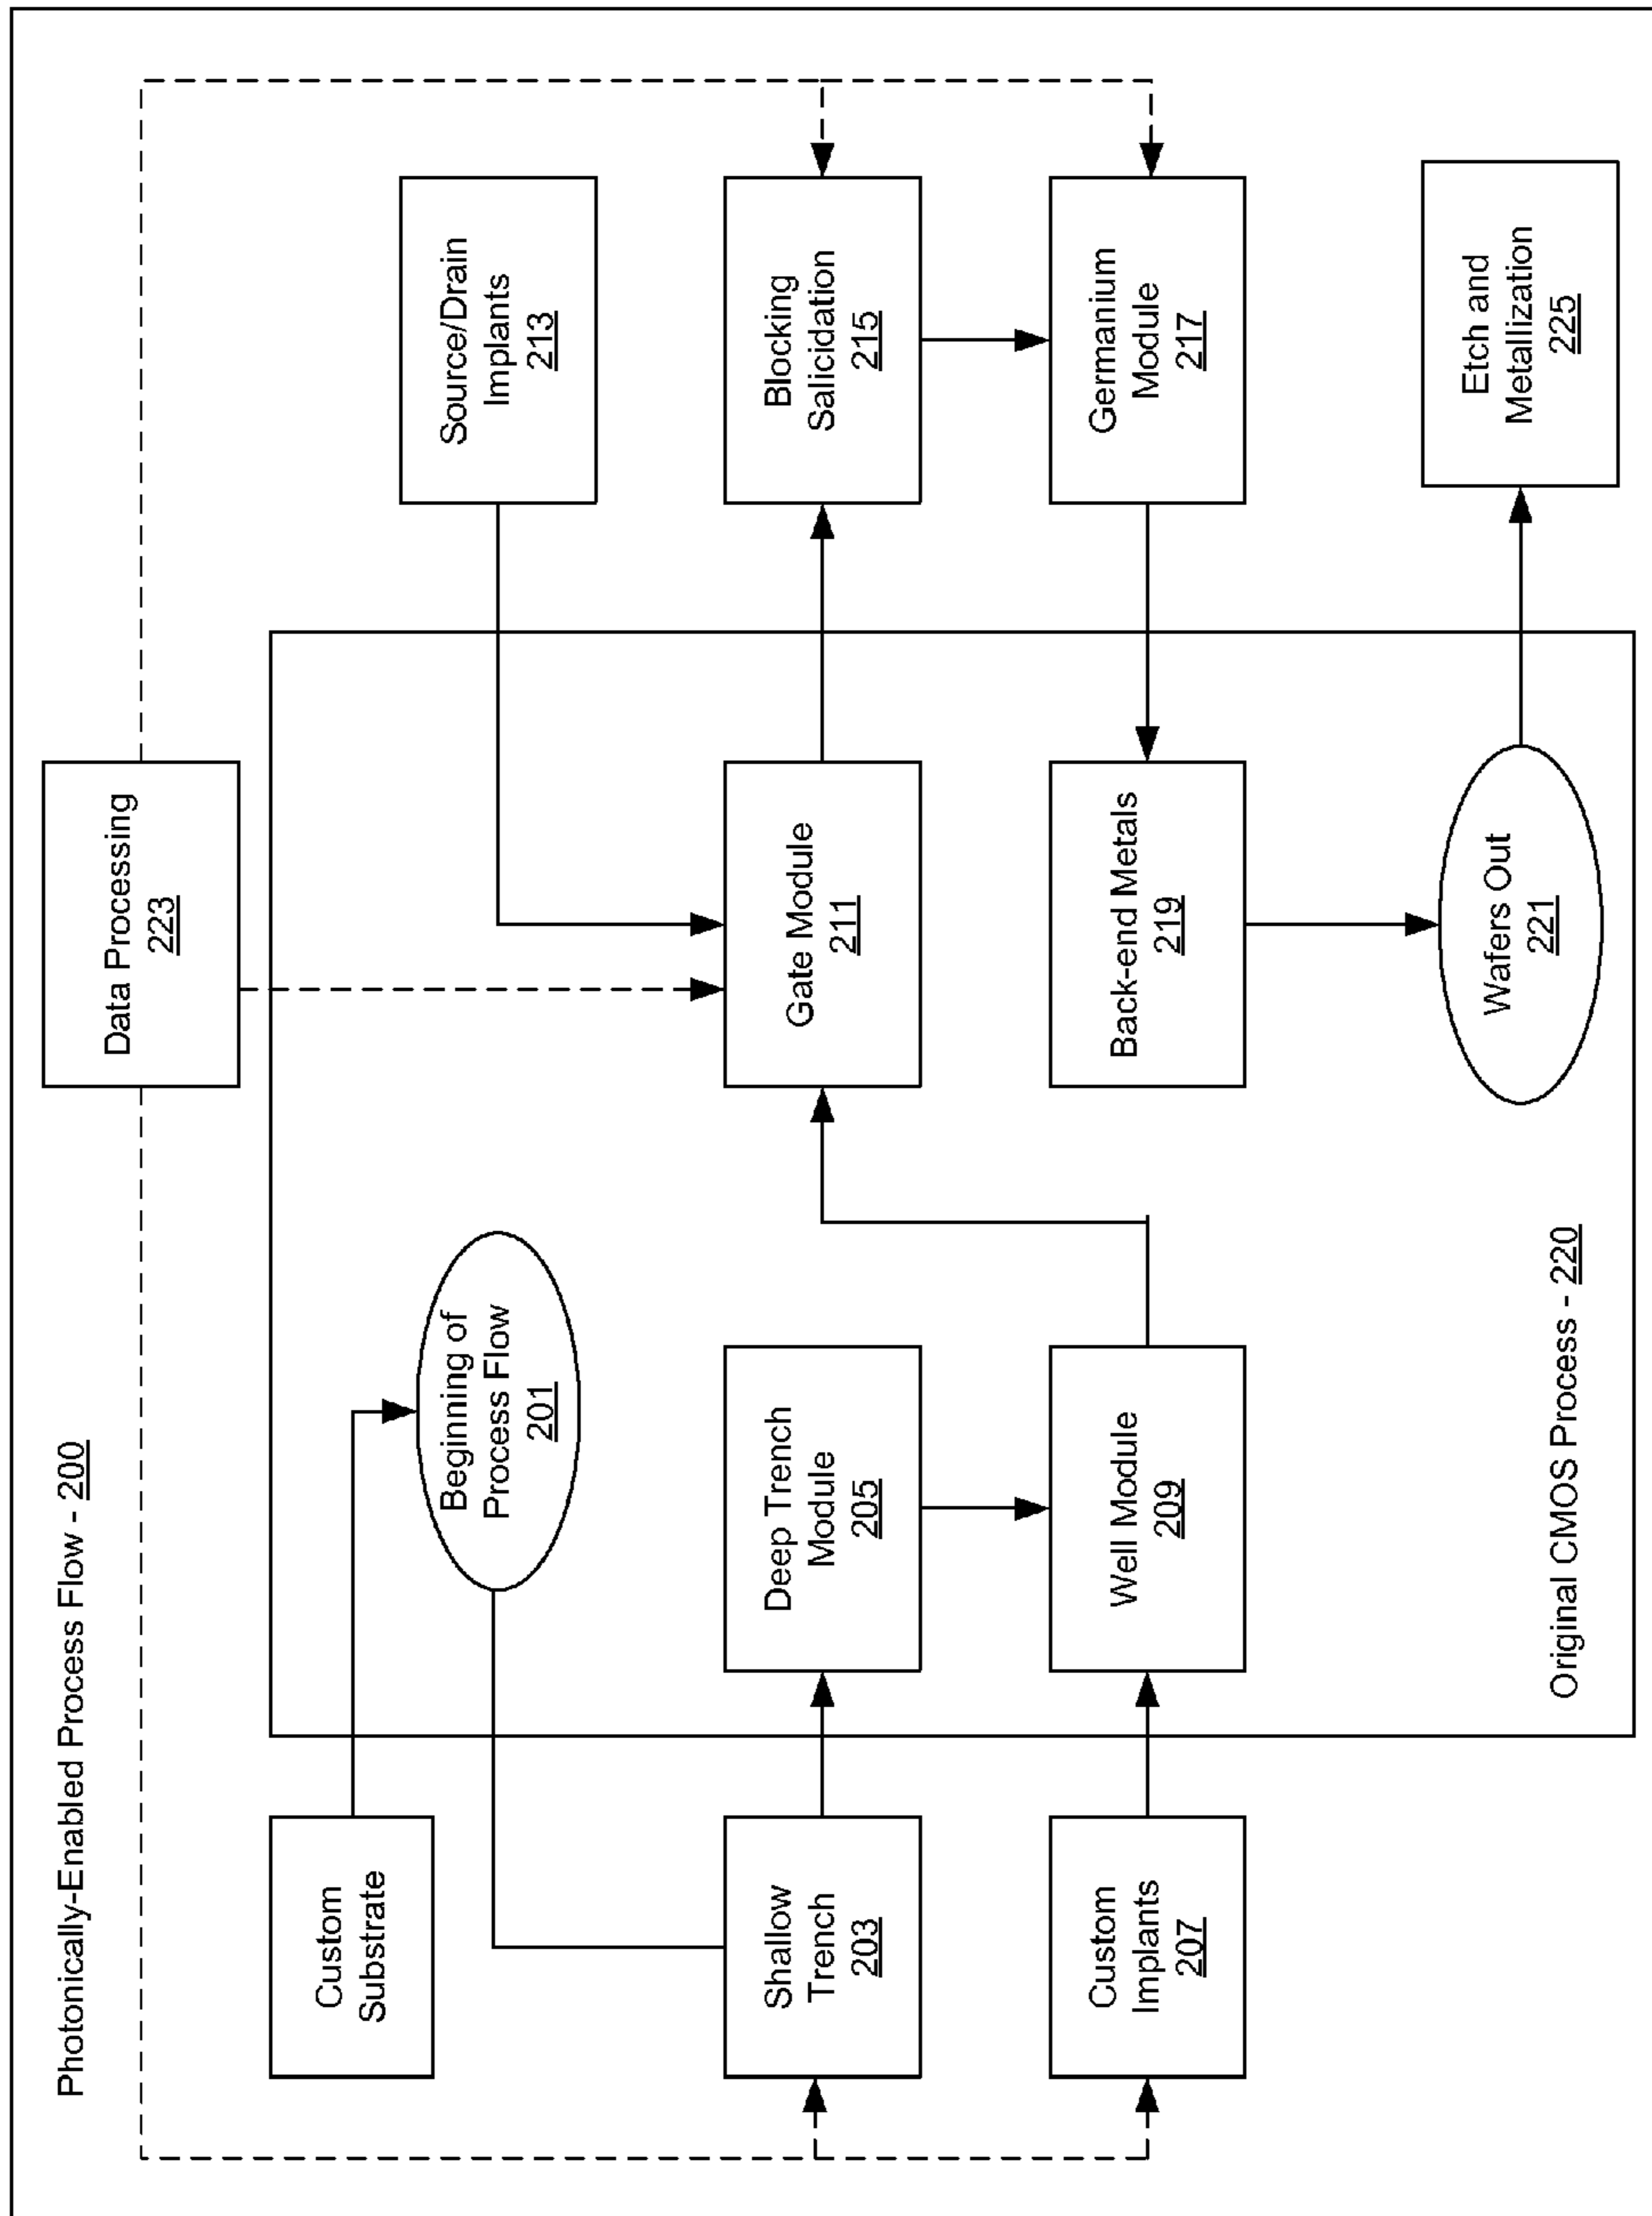 Photonically-Enabled Process Flow - 200
Data Processing
223
Custom
Substrate
Beginning of
Process Flow
201
Source/Drain
Implants
213
Shallow
Trench
203
Deep Trench
Module
205
Gate Module
211
Blocking
Salicidation
215
Custom
Implants
207
Well Module
209
Back-end Metals
219
Germanium
Module
217
Original CMOS Process - 220
Wafers Out
221
Etch and
Metallization
225